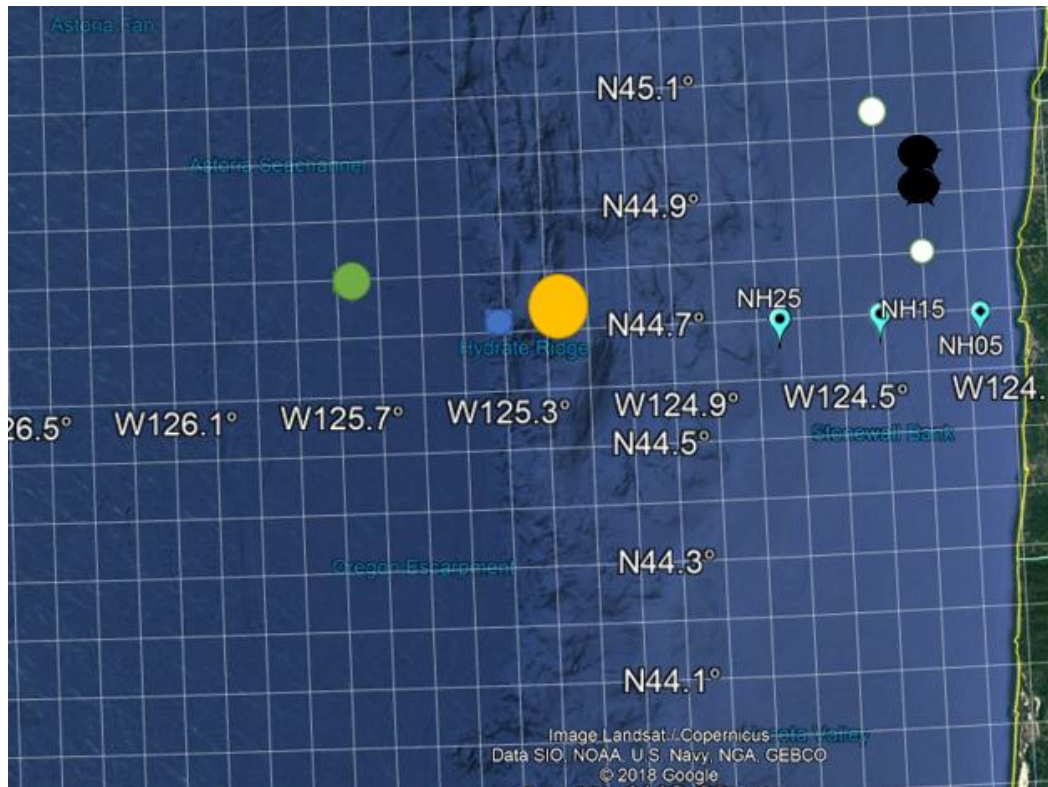 Astoria Fan
N45.1°
Astoria Seachannel
N44.9°
NH25
NH15
N44.7°
NH05
Hydrate Ridge
26.5°
W126.1°
W125.7°
W125.3°
W124.9°
W124.5°
W124.
N44.5°
Stonewall Bank
N44.3°
Oregon Escarpment
N44.1°
Image Landsat / Copernicus
Valley
Data SIO, NOAA, U.S. Navy, NGA, GEBCO
© 2018 Google